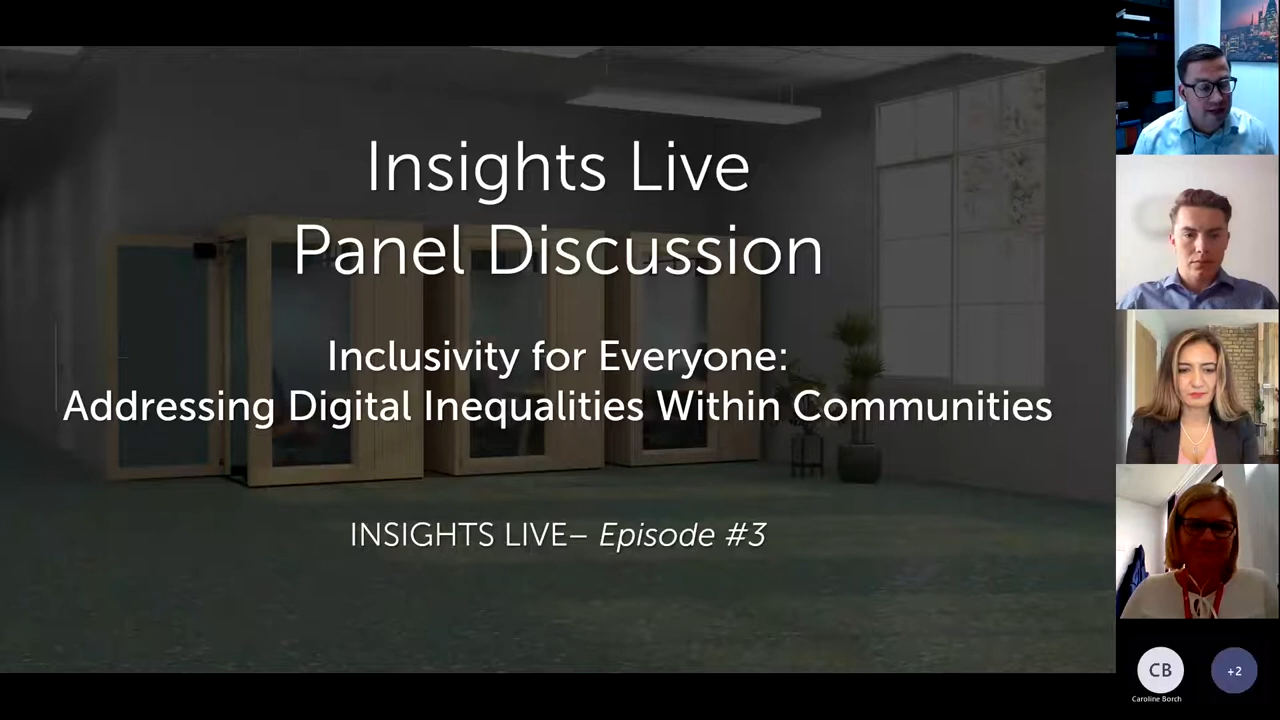 Insights Live
Panel Discussion
Inclusivity for Everyone:
Addressing Digital Inequalities Within Communities
INSIGHTS LIVE– Episode #3
CB
+2
Caroline Borch